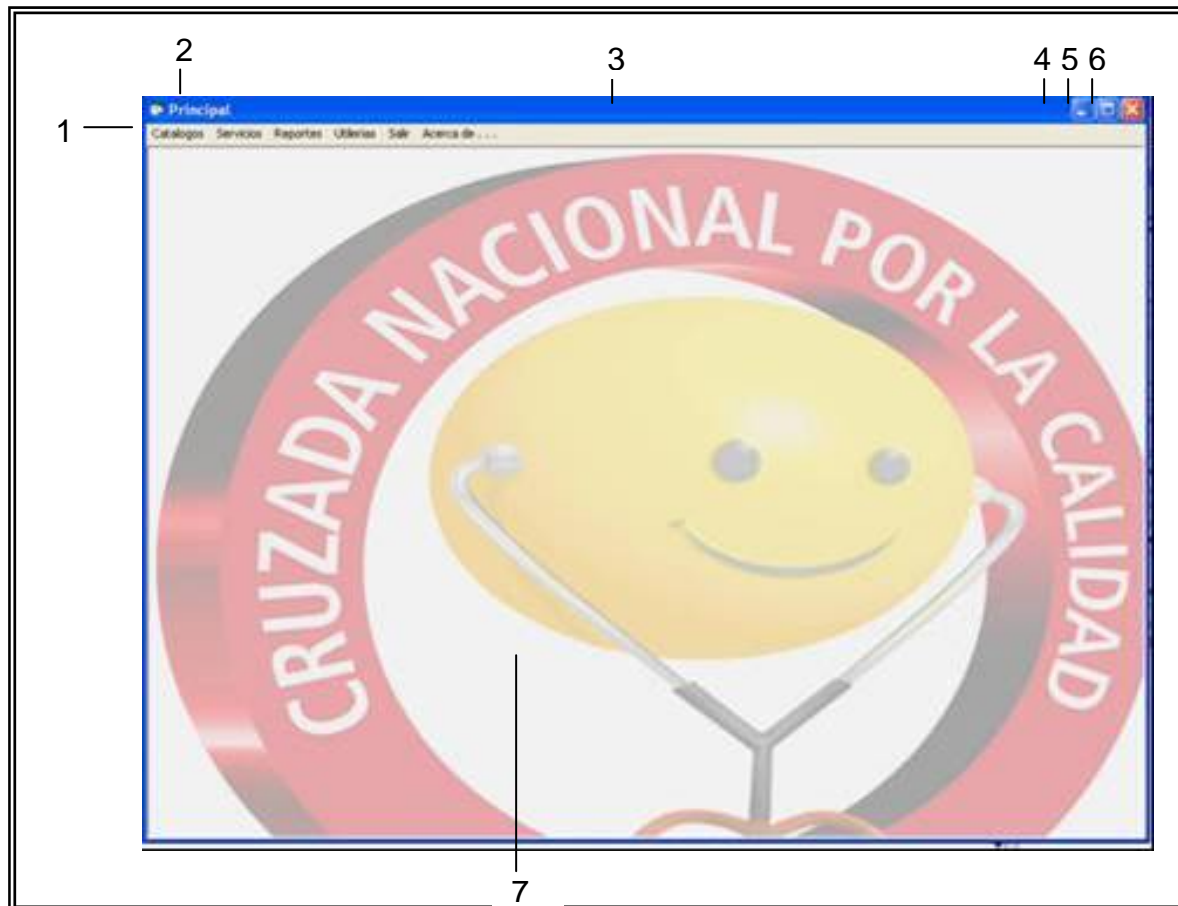 2 3 4 5 6
Principal
1
Catalogos Servicios Reportes Utilerias Salir Acerca de . . .
CRUZADA NACIONAL POR LA CALIDAD
7